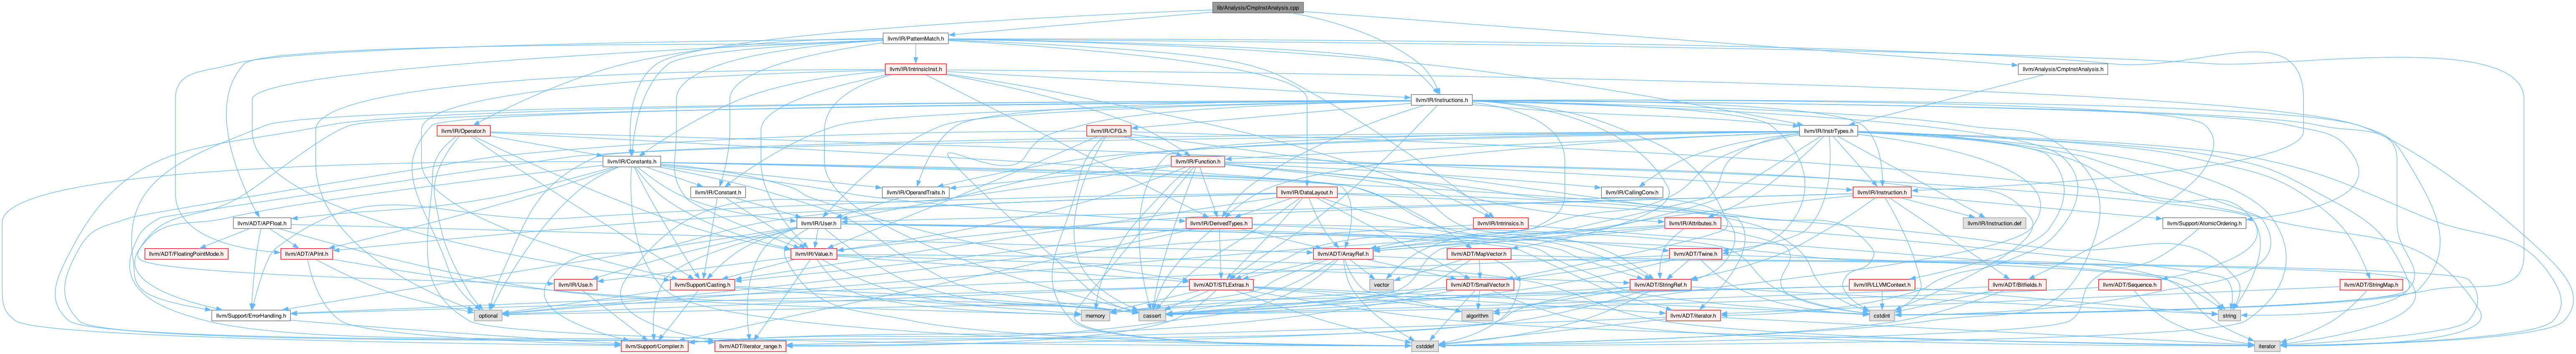 lib/Analysis/CmpInstAnalysis.cpp
llvm/IR/PatternMatch.h
llvm/IR/IntrinsicInst.h
llvm/Analysis/CmpInstAnalysis.h
llvm/IR/Instructions.h
llvm/IR/Operator.h
llvm/IR/CFG.h
llvm/IR/InstrTypes.h
llvm/IR/Constants.h
llvm/IR/Function.h
llvm/IR/Constant.h
llvm/IR/OperandTraits.h
llvm/IR/DataLayout.h
llvm/IR/CallingConv.h
llvm/IR/Instruction.h
llvm/ADT/APFloat.h
llvm/IR/User.h
llvm/IR/DerivedTypes.h
llvm/IR/Intrinsics.h
llvm/IR/Attributes.h
llvm/IR/Instruction.def
llvm/Support/AtomicOrdering.h
llvm/ADT/FloatingPointMode.h
llvm/ADT/APInt.h
llvm/IR/Value.h
llvm/ADT/ArrayRef.h
llvm/ADT/MapVector.h
llvm/ADT/Twine.h
llvm/IR/Use.h
llvm/Support/Casting.h
llvm/ADT/STLExtras.h
vector
llvm/ADT/SmallVector.h
llvm/ADT/StringRef.h
llvm/IR/LLVMContext.h
llvm/ADT/Bitfields.h
llvm/ADT/Sequence.h
llvm/ADT/StringMap.h
llvm/Support/ErrorHandling.h
optional
memory
cassert
algorithm
llvm/ADT/iterator.h
cstdint
string
llvm/Support/Compiler.h
llvm/ADT/iterator_range.h
cstddef
iterator